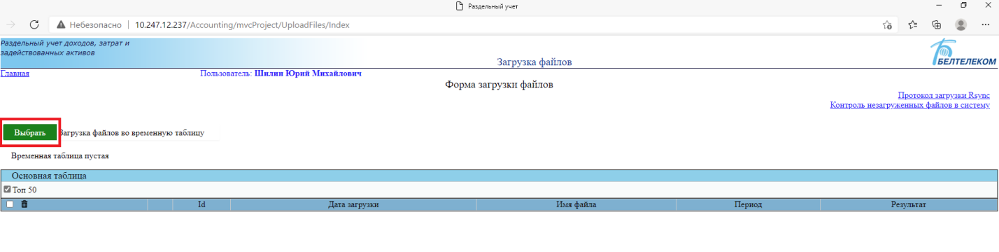 Раздельный учет
Небезопасно | 10.247.12.237/Accounting/mvcProject/UploadFiles/Index
Раздельный учет доходов, затрат и
задействованных активов
Загрузка файлов
БЕЛТЕЛЕКОМ
Главная
Пользователь: Шилин Юрий Михайлович
Форма загрузки файлов
Протокол загрузки Rsync
Контроль незагруженных файлов в систему
Выбрать Загрузка файлов во временную таблицу
Временная таблица пустая
Основная таблица
Топ 50
Id Дата загрузки Имя файла Период Результат